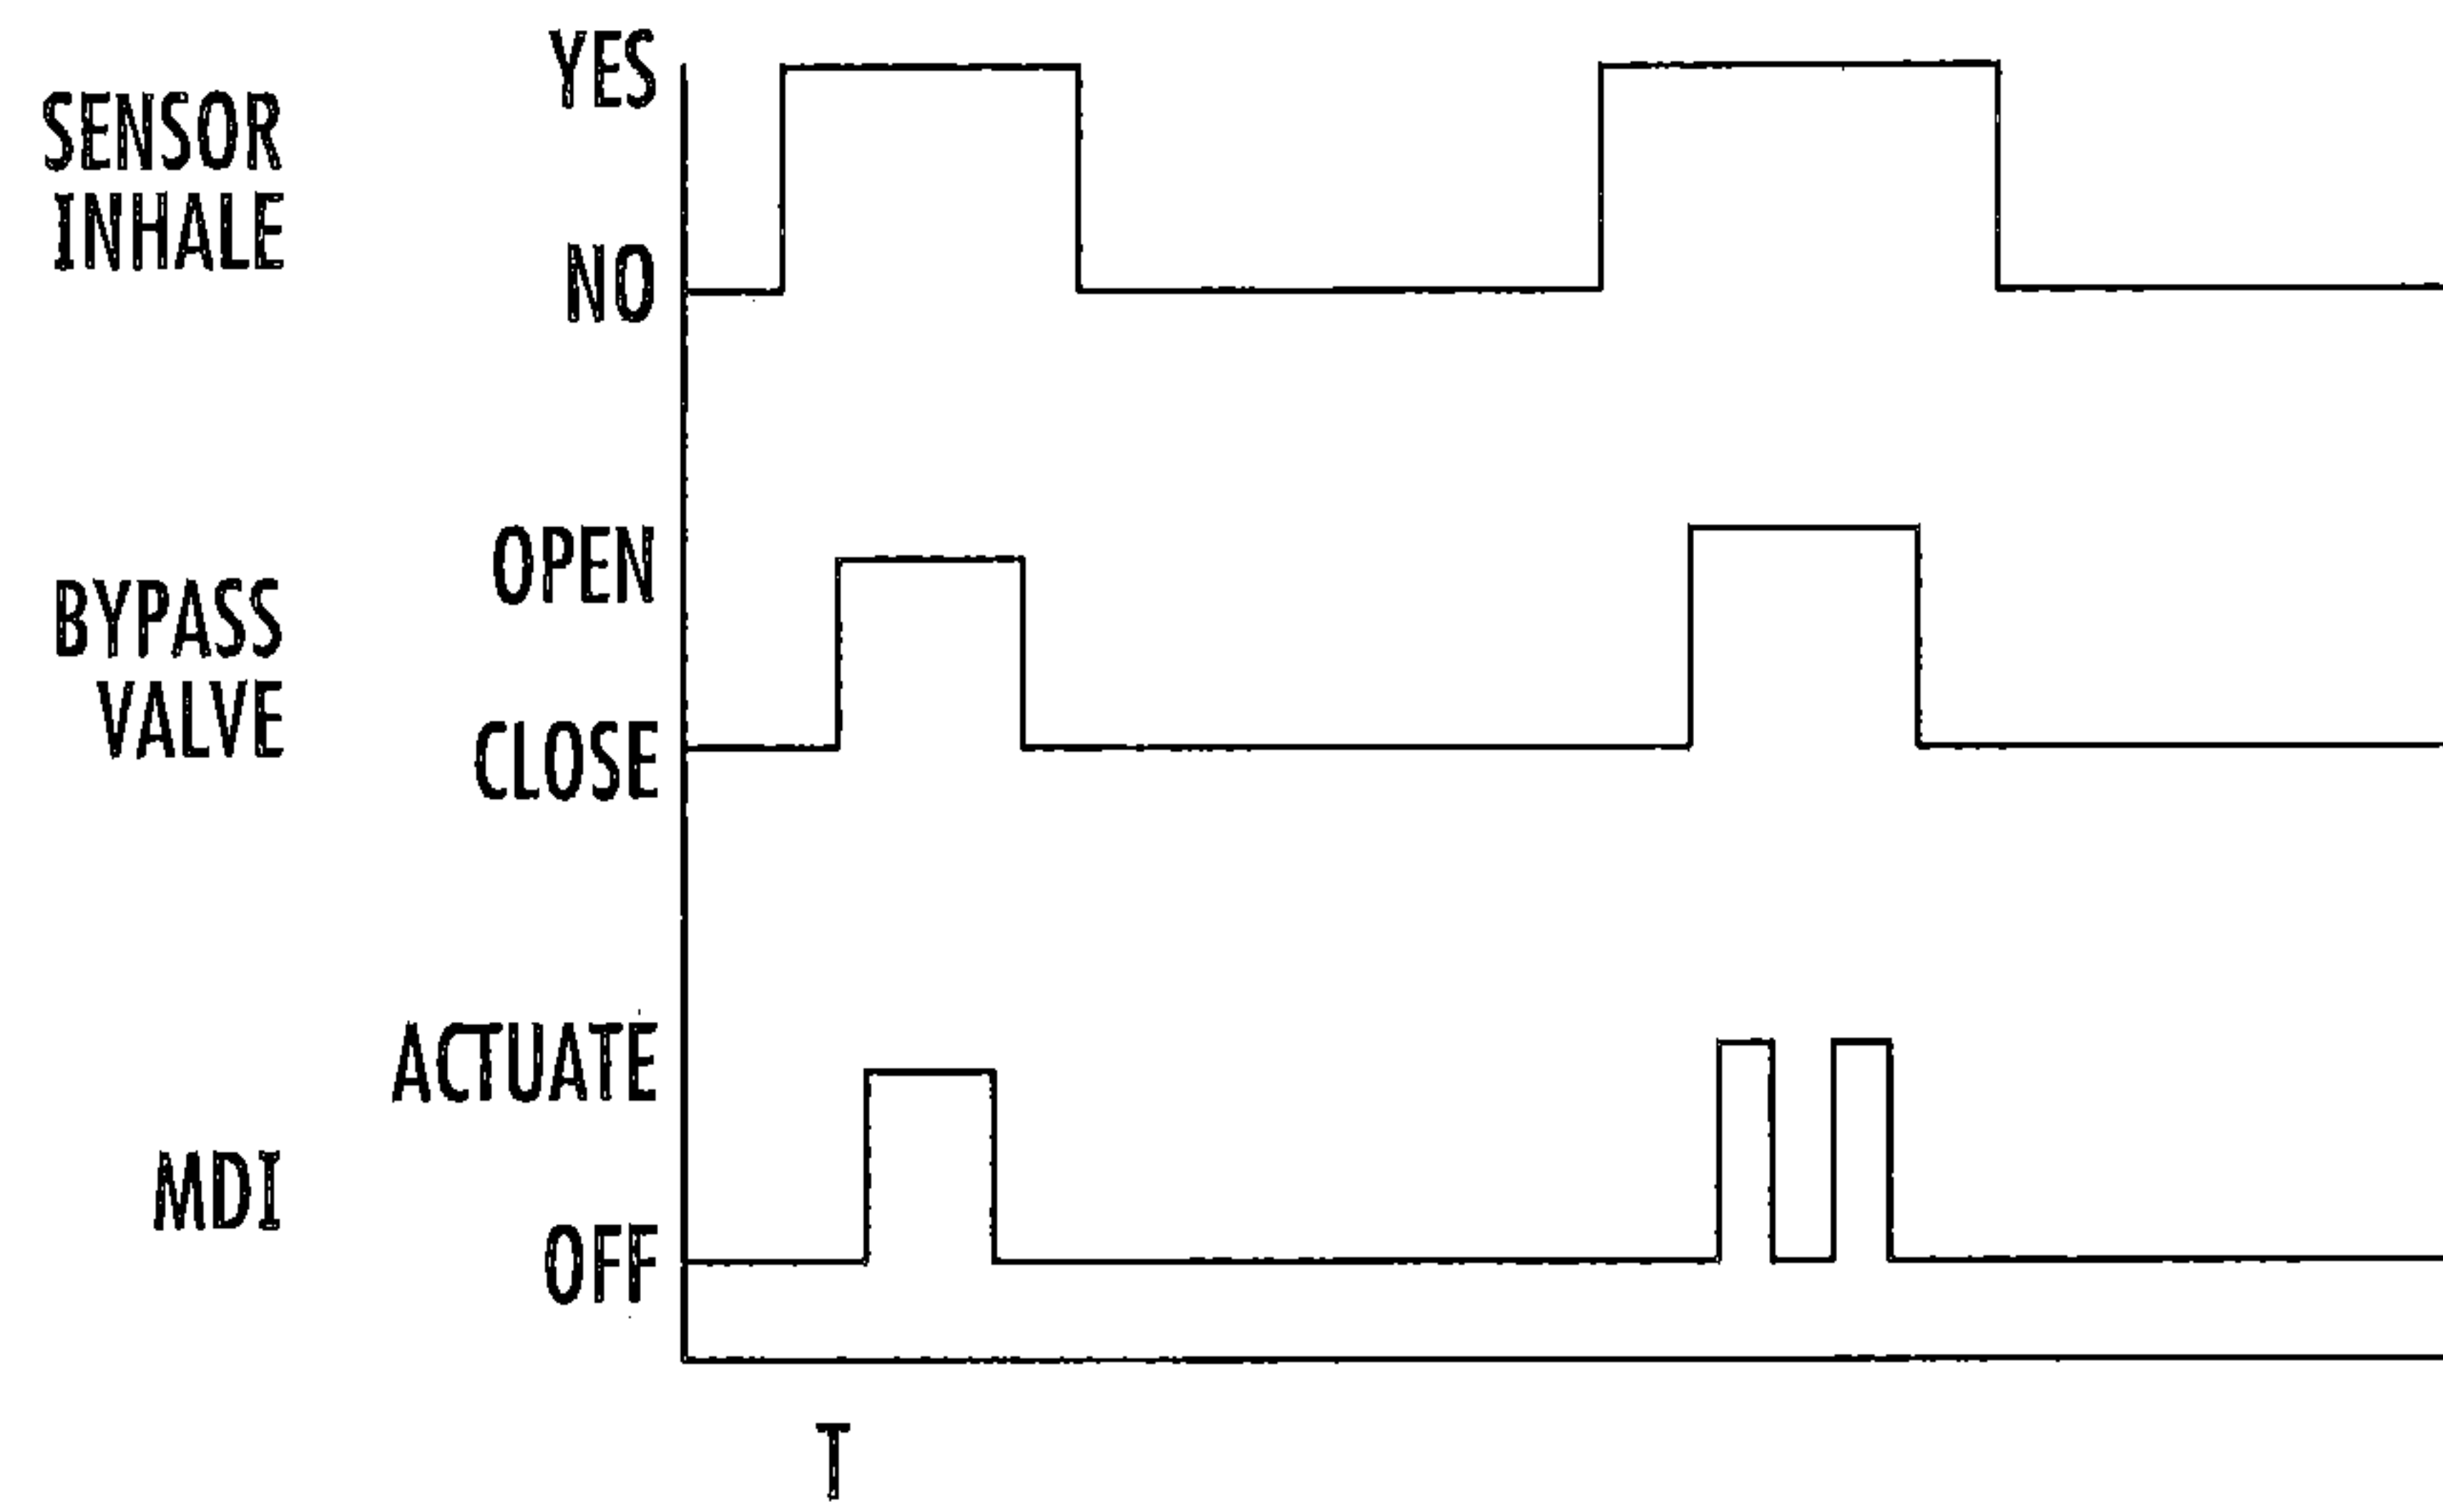 YES
SENSOR
INHALE
NO
OPEN
BYPASS
VALVE
CLOSE
ACTUATE
MDI
OFF
T